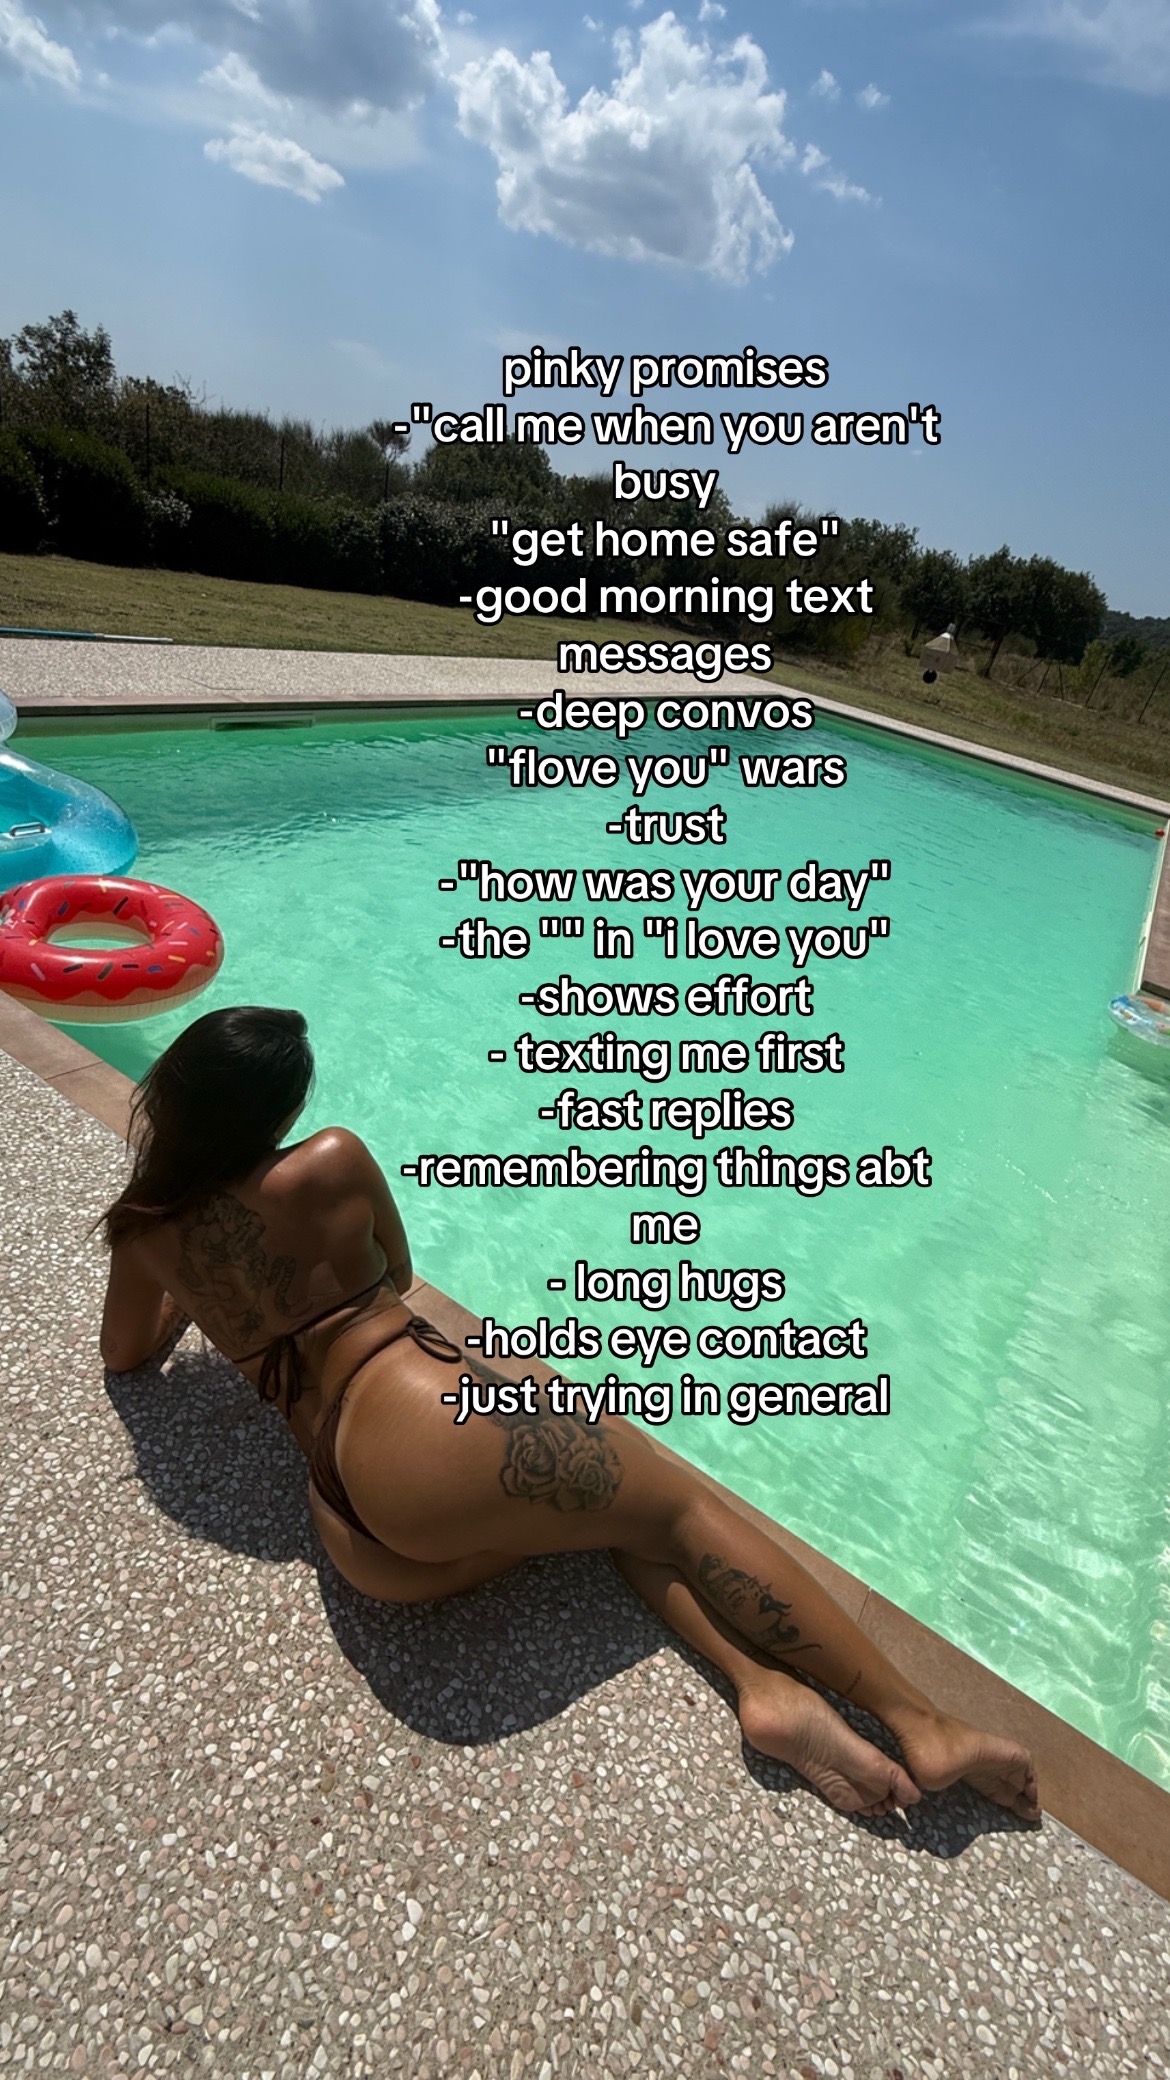 pinky promises
-"call me when you aren't
busy
"get home safe"
-good morning text
messages
-deep convos
"flove you" wars
-trust
-"how was your day"
-the "" in "i love you"
-shows effort
- texting me first
-fast replies
-remembering things abt
me
- long hugs
-holds eye contact
-just trying in general